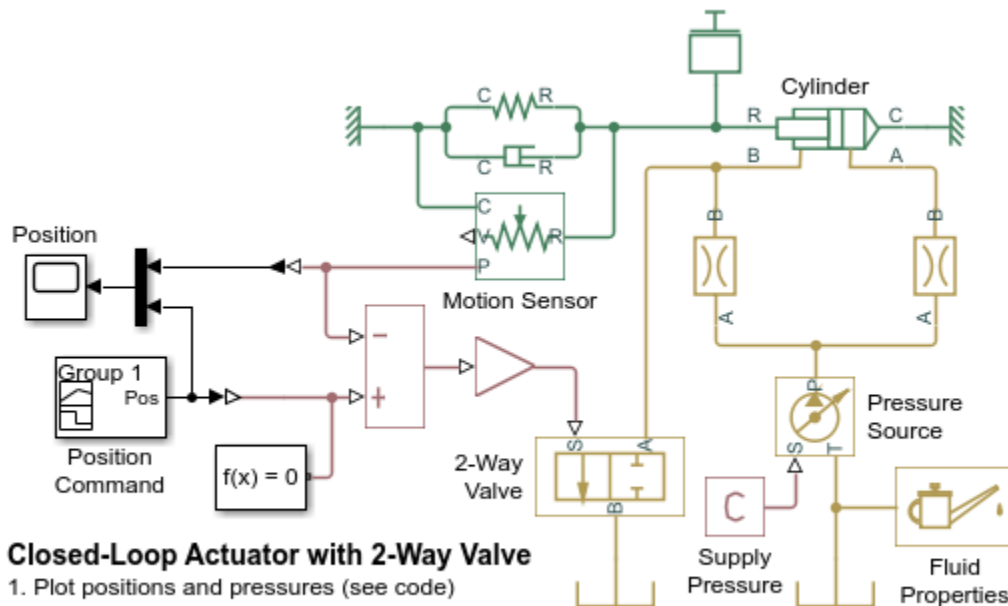 Cylinder
C
R
R
C
B
A
C
R
B
B
C
V
R
P
Position
Motion Sensor
A
A
−
Group 1
Pos
+
P
Pressure
Source
S
T
Position
Command
f(x) = 0
2-Way
Valve
S
A
B
C
Supply
Pressure
Fluid
Properties
Closed-Loop Actuator with 2-Way Valve
1. Plot positions and pressures (see code)